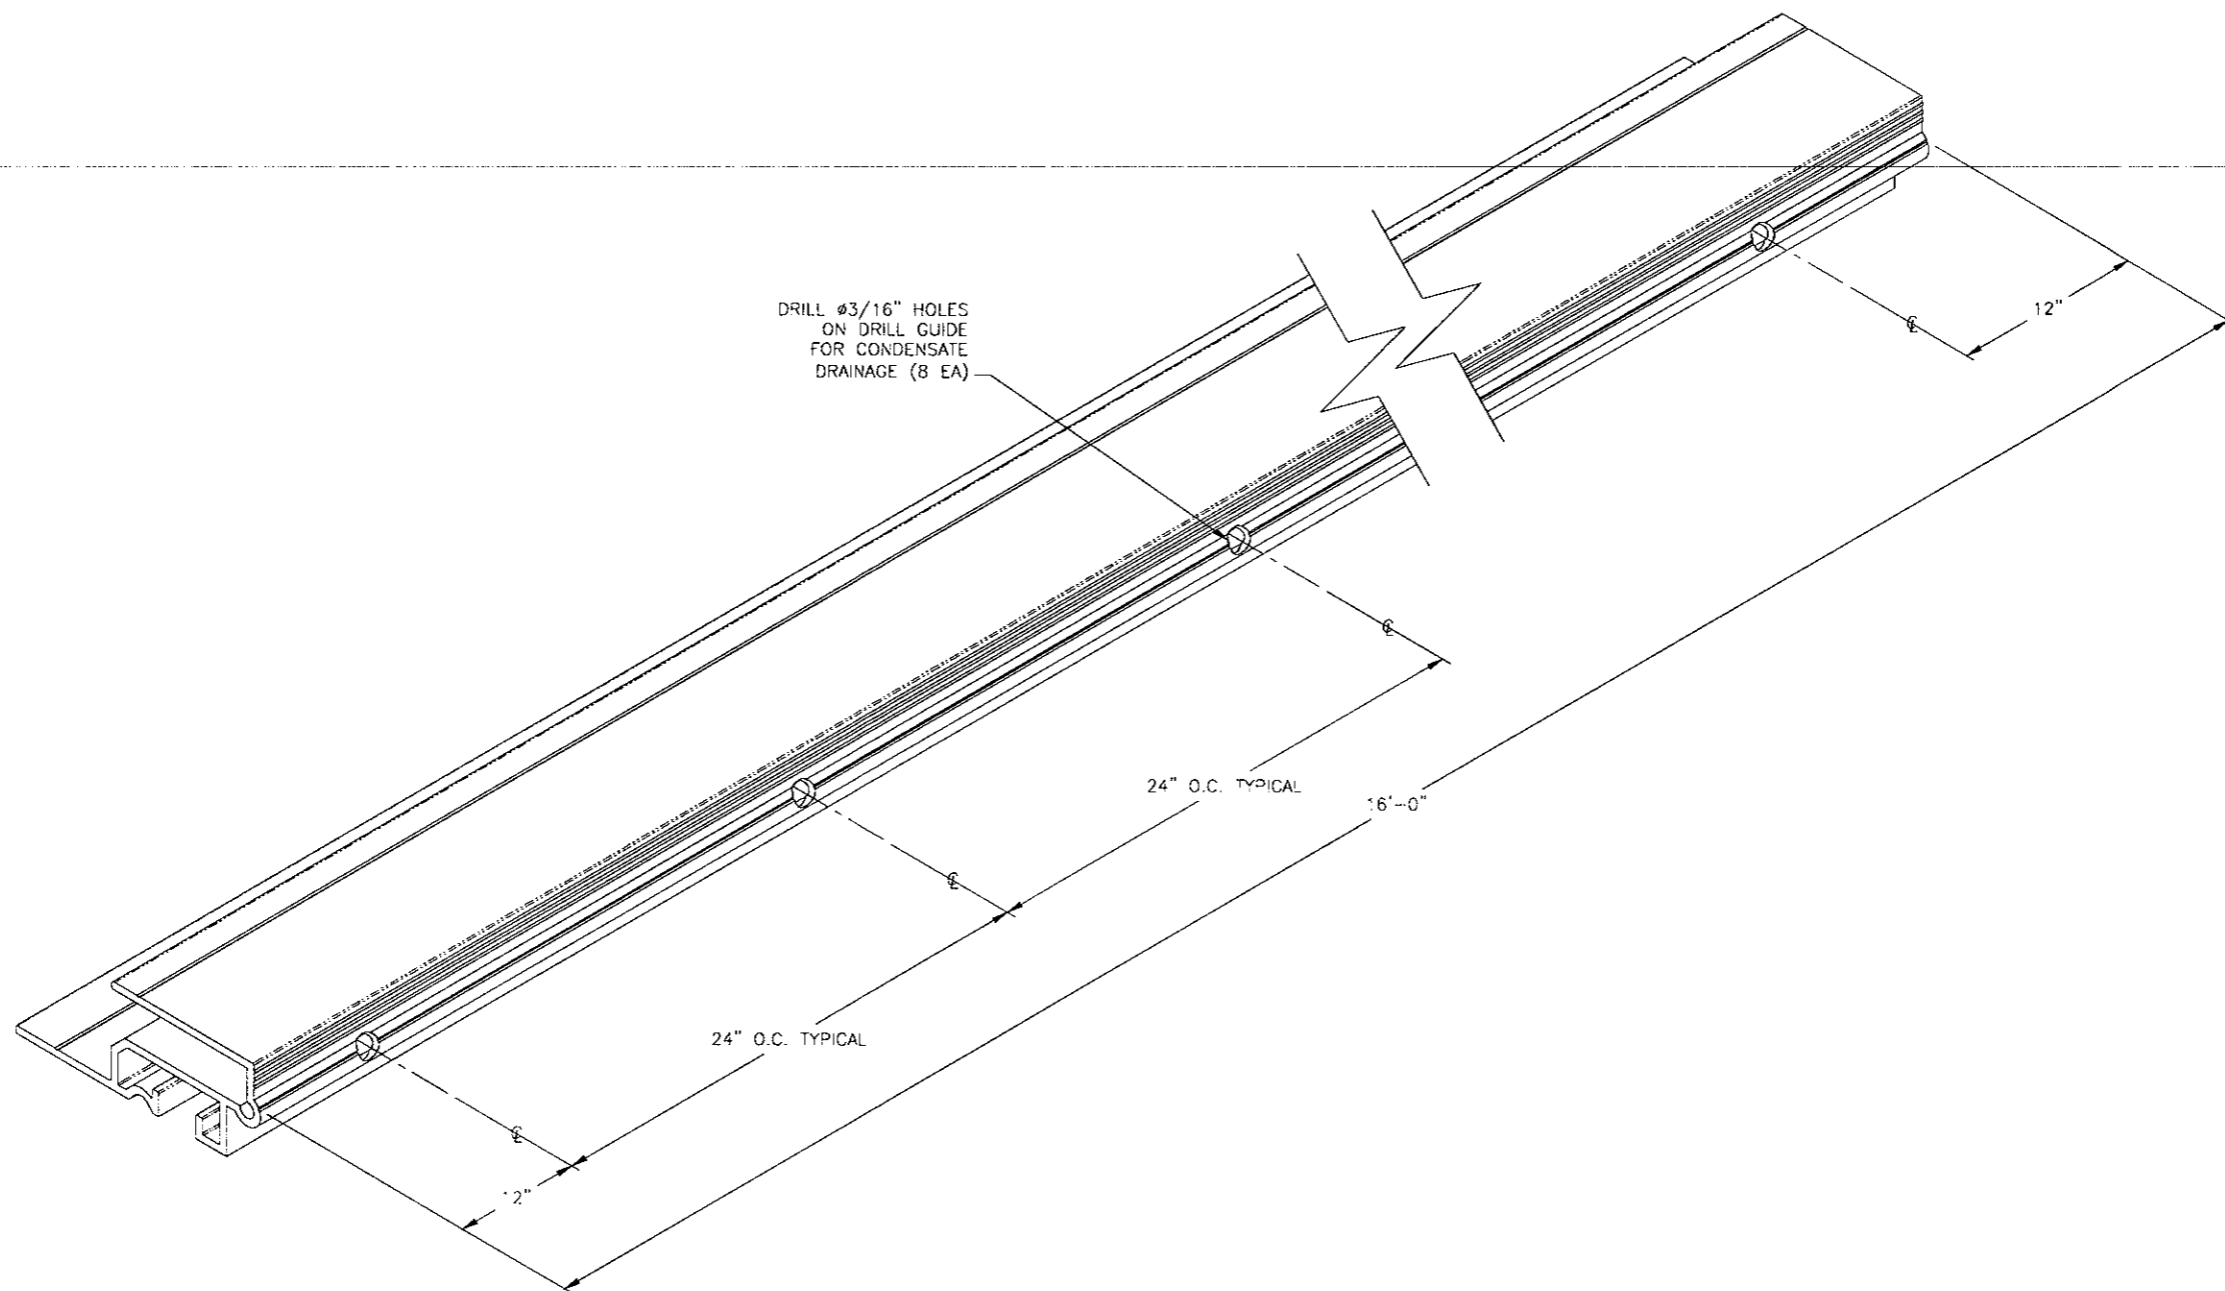 DRILL ø3/16" HOLES
ON DRILL GUIDE
FOR CONDENSATE
DRAINAGE (8 EA)
12"
℄
℄
24" O.C. TYPICAL
16'-0"
℄
24" O.C. TYPICAL
℄
12"